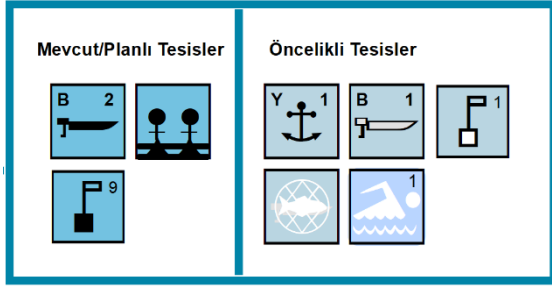 Mevcut/Planlı Tesisler
Öncelikli Tesisler
B 2
Y 1
B 1
1
9
1